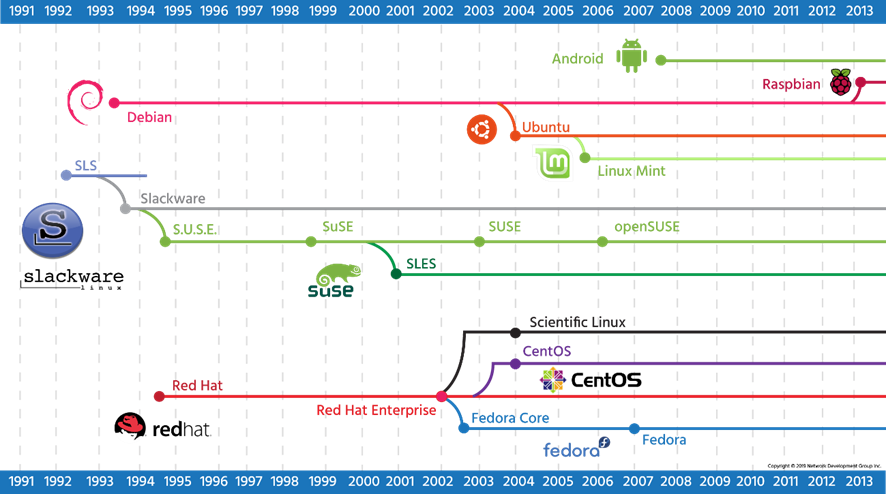 1991 1992 1993 1994 1995 1996 1997 1998 1999 2000 2001 2002 2003 2004 2005 2006 2007 2008 2009 2010 2011 2012 2013
Android
Raspbian
Debian
Ubuntu
Linux Mint
SLS
Slackware
S.U.S.E.
SuSE
SUSE
openSUSE
S
slackware
linux
SLES
suse
Scientific Linux
CentOS
CentOS
Red Hat
Red Hat Enterprise
redhat.
Fedora Core
fedora
Fedora
Copyright © 2019 Network Development Group Inc.
1991 1992 1993 1994 1995 1996 1997 1998 1999 2000 2001 2002 2003 2004 2005 2006 2007 2008 2009 2010 2011 2012 2013